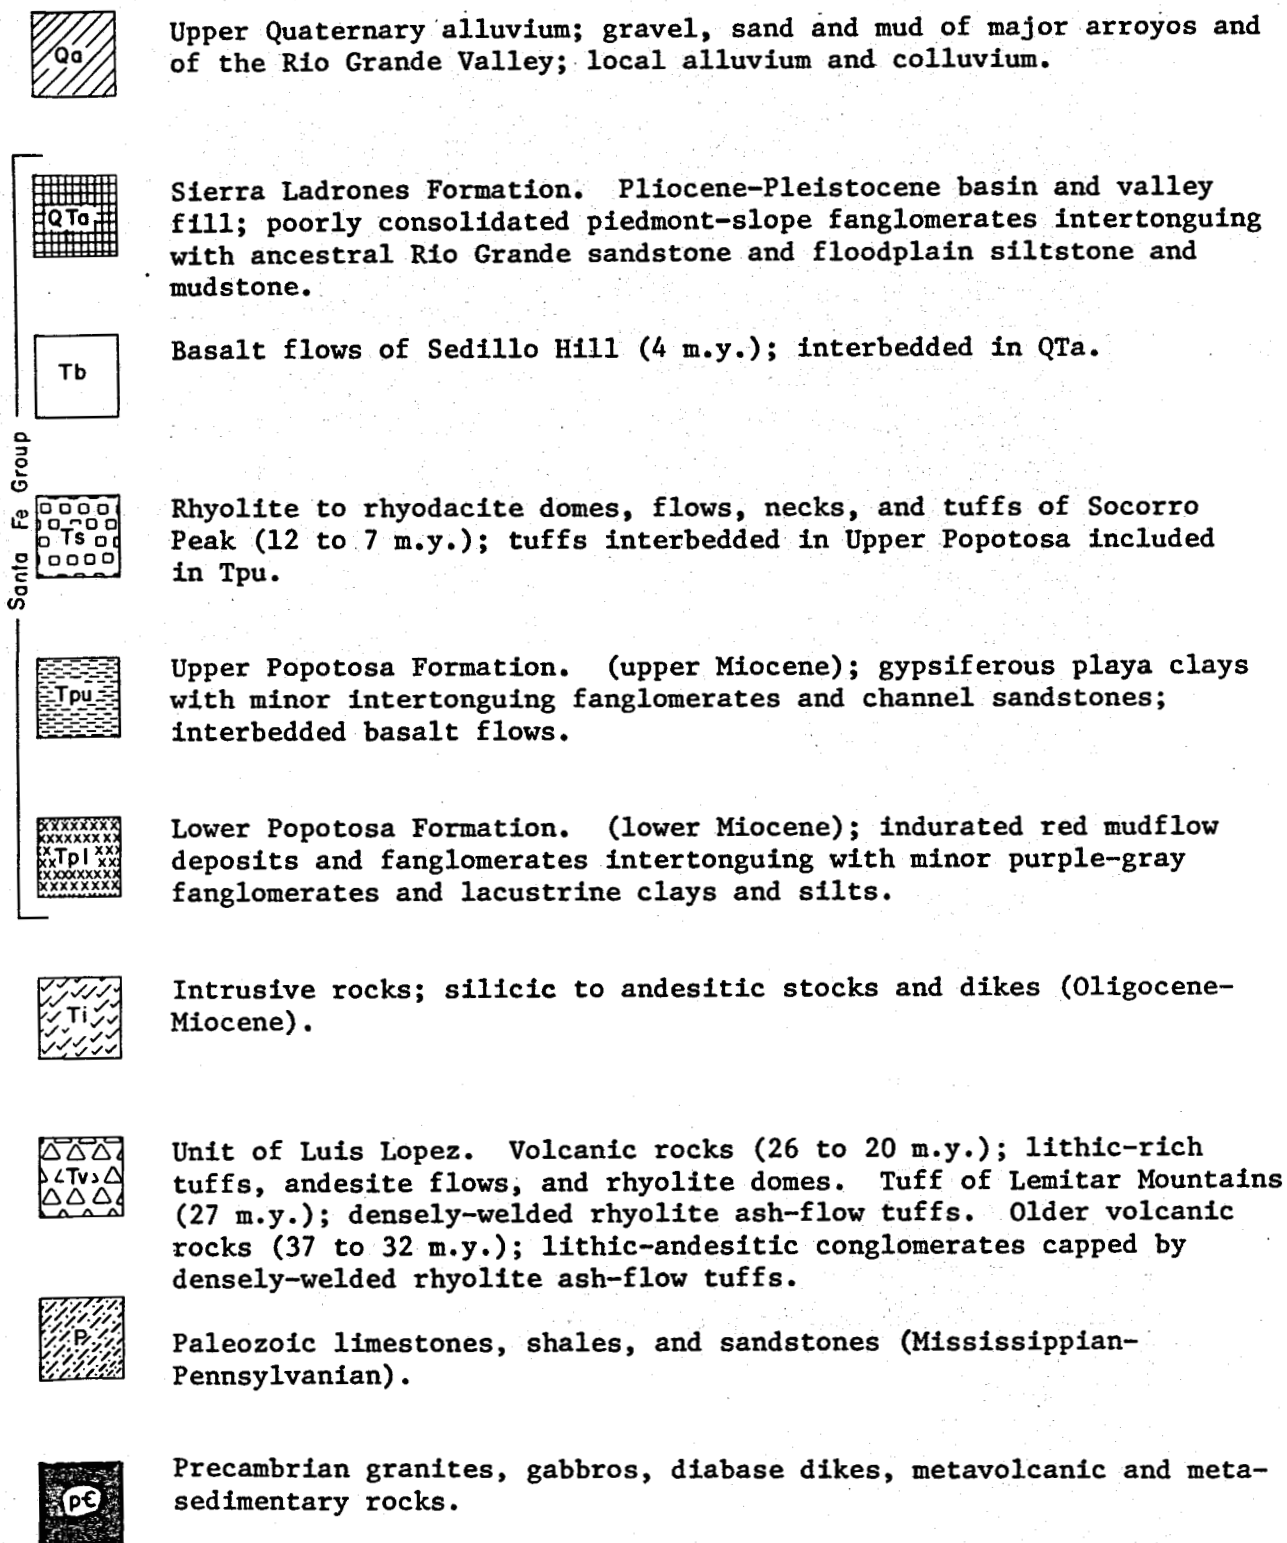 Qa
Upper Quaternary alluvium; gravel, sand and mud of major arroyos and
of the Rio Grande Valley; local alluvium and colluvium.
Santa Fe Group
QTa
Sierra Ladrones Formation. Pliocene-Pleistocene basin and valley
fill; poorly consolidated piedmont-slope fanglomerates intertonguing
with ancestral Rio Grande sandstone and floodplain siltstone and
mudstone.
Tb
Basalt flows of Sedillo Hill (4 m.y.); interbedded in QTa.
Ts
Rhyolite to rhyodacite domes, flows, necks, and tuffs of Socorro
Peak (12 to 7 m.y.); tuffs interbedded in Upper Popotosa included
in Tpu.
Tpu
Upper Popotosa Formation. (upper Miocene); gypsiferous playa clays
with minor intertonguing fanglomerates and channel sandstones;
interbedded basalt flows.
Tpl
Lower Popotosa Formation. (lower Miocene); indurated red mudflow
deposits and fanglomerates intertonguing with minor purple-gray
fanglomerates and lacustrine clays and silts.
Ti
Intrusive rocks; silicic to andesitic stocks and dikes (Oligocene-
Miocene).
Tv
Unit of Luis Lopez. Volcanic rocks (26 to 20 m.y.); lithic-rich
tuffs, andesite flows, and rhyolite domes. Tuff of Lemitar Mountains
(27 m.y.); densely-welded rhyolite ash-flow tuffs. Older volcanic
rocks (37 to 32 m.y.); lithic-andesitic conglomerates capped by
densely-welded rhyolite ash-flow tuffs.
P
Paleozoic limestones, shales, and sandstones (Mississippian-
Pennsylvanian).
p€
Precambrian granites, gabbros, diabase dikes, metavolcanic and meta-
sedimentary rocks.